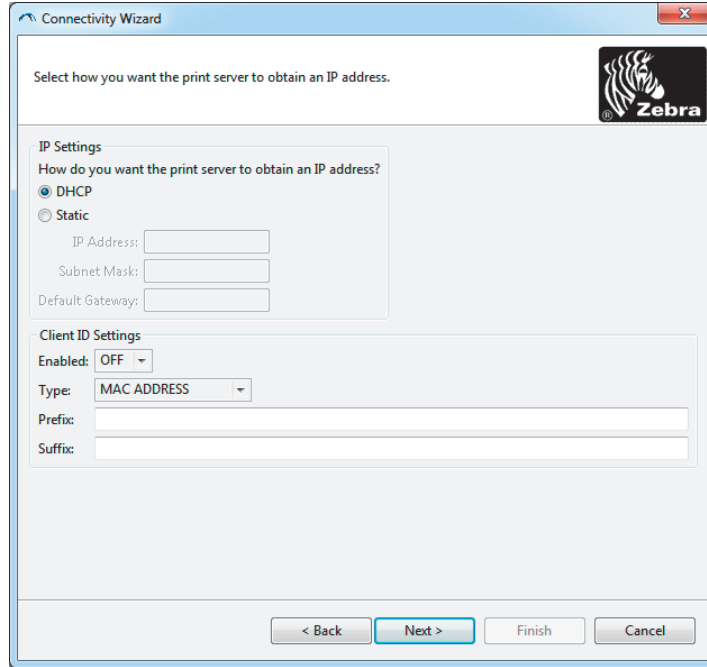 Connectivity Wizard
Select how you want the print server to obtain an IP address.
® Zebra
IP Settings
How do you want the print server to obtain an IP address?
DHCP
Static
IP Address:
Subnet Mask:
Default Gateway:
Client ID Settings
Enabled: OFF
Type: MAC ADDRESS
Prefix:
Suffix:
< Back Next > Finish Cancel